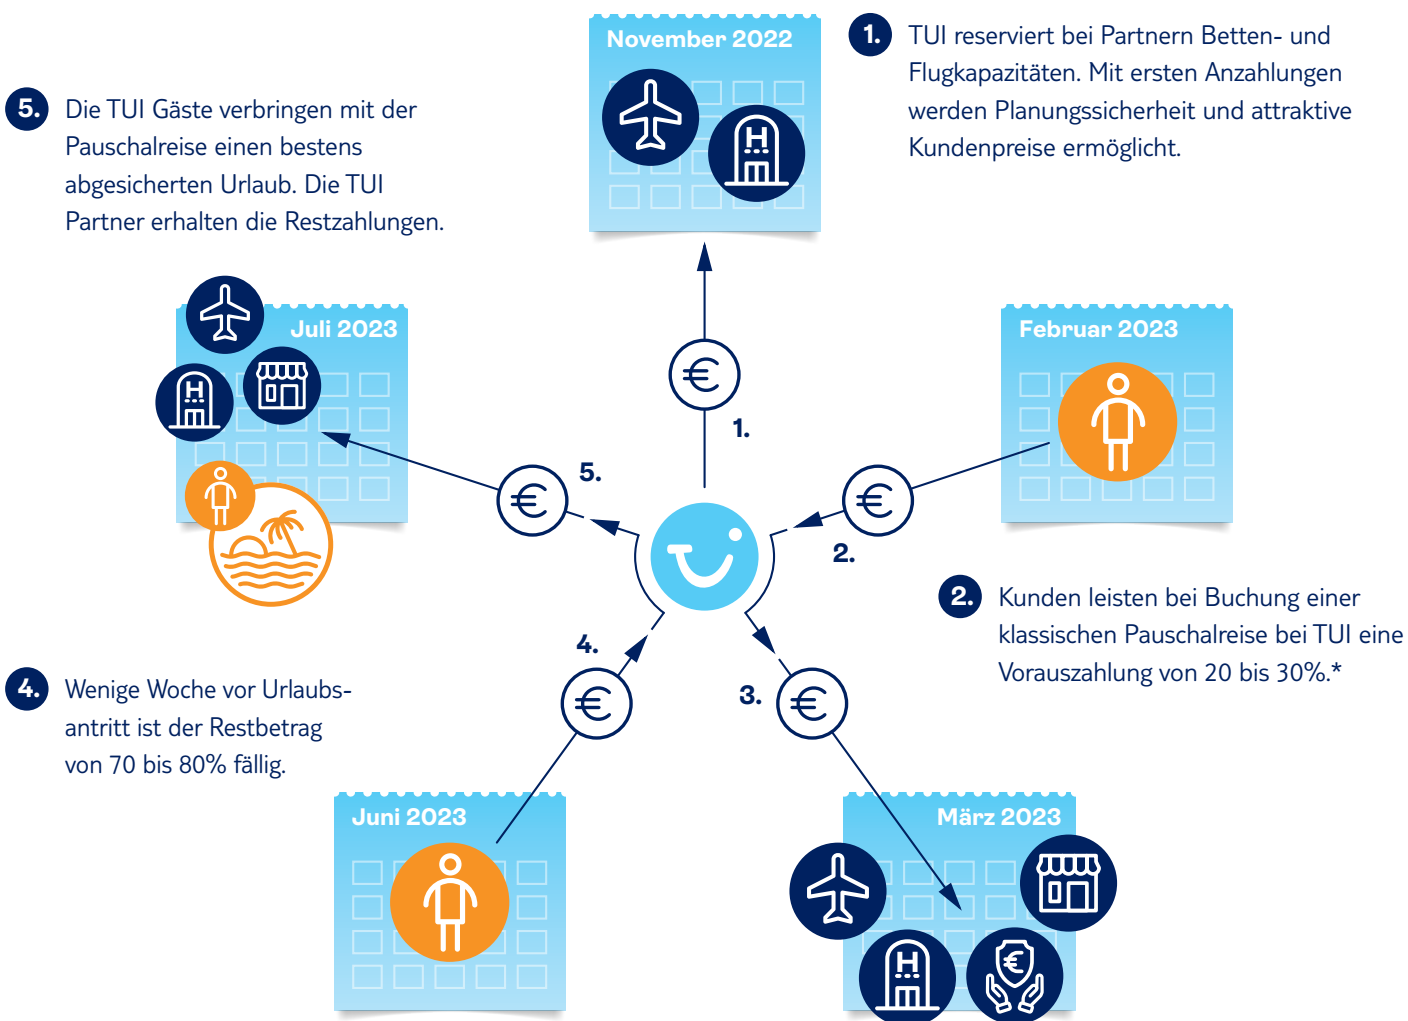 November 2022
1. TUI reserviert bei Partnern Betten- und
Flugkapazitäten. Mit ersten Anzahlungen
werden Planungssicherheit und attraktive
Kundenpreise ermöglicht.
5. Die TUI Gäste verbringen mit der
Pauschalreise einen bestens
abgesicherten Urlaub. Die TUI
Partner erhalten die Restzahlungen.
H
Juli 2023
H
Februar 2023
€
1.
€
5.
€
2.
2. Kunden leisten bei Buchung einer
klassischen Pauschalreise bei TUI eine
Vorauszahlung von 20 bis 30%.*
4. Wenige Woche vor Urlaubs-
antritt ist der Restbetrag
von 70 bis 80% fällig.
4.
€
3.
€
Juni 2023
März 2023
H
€